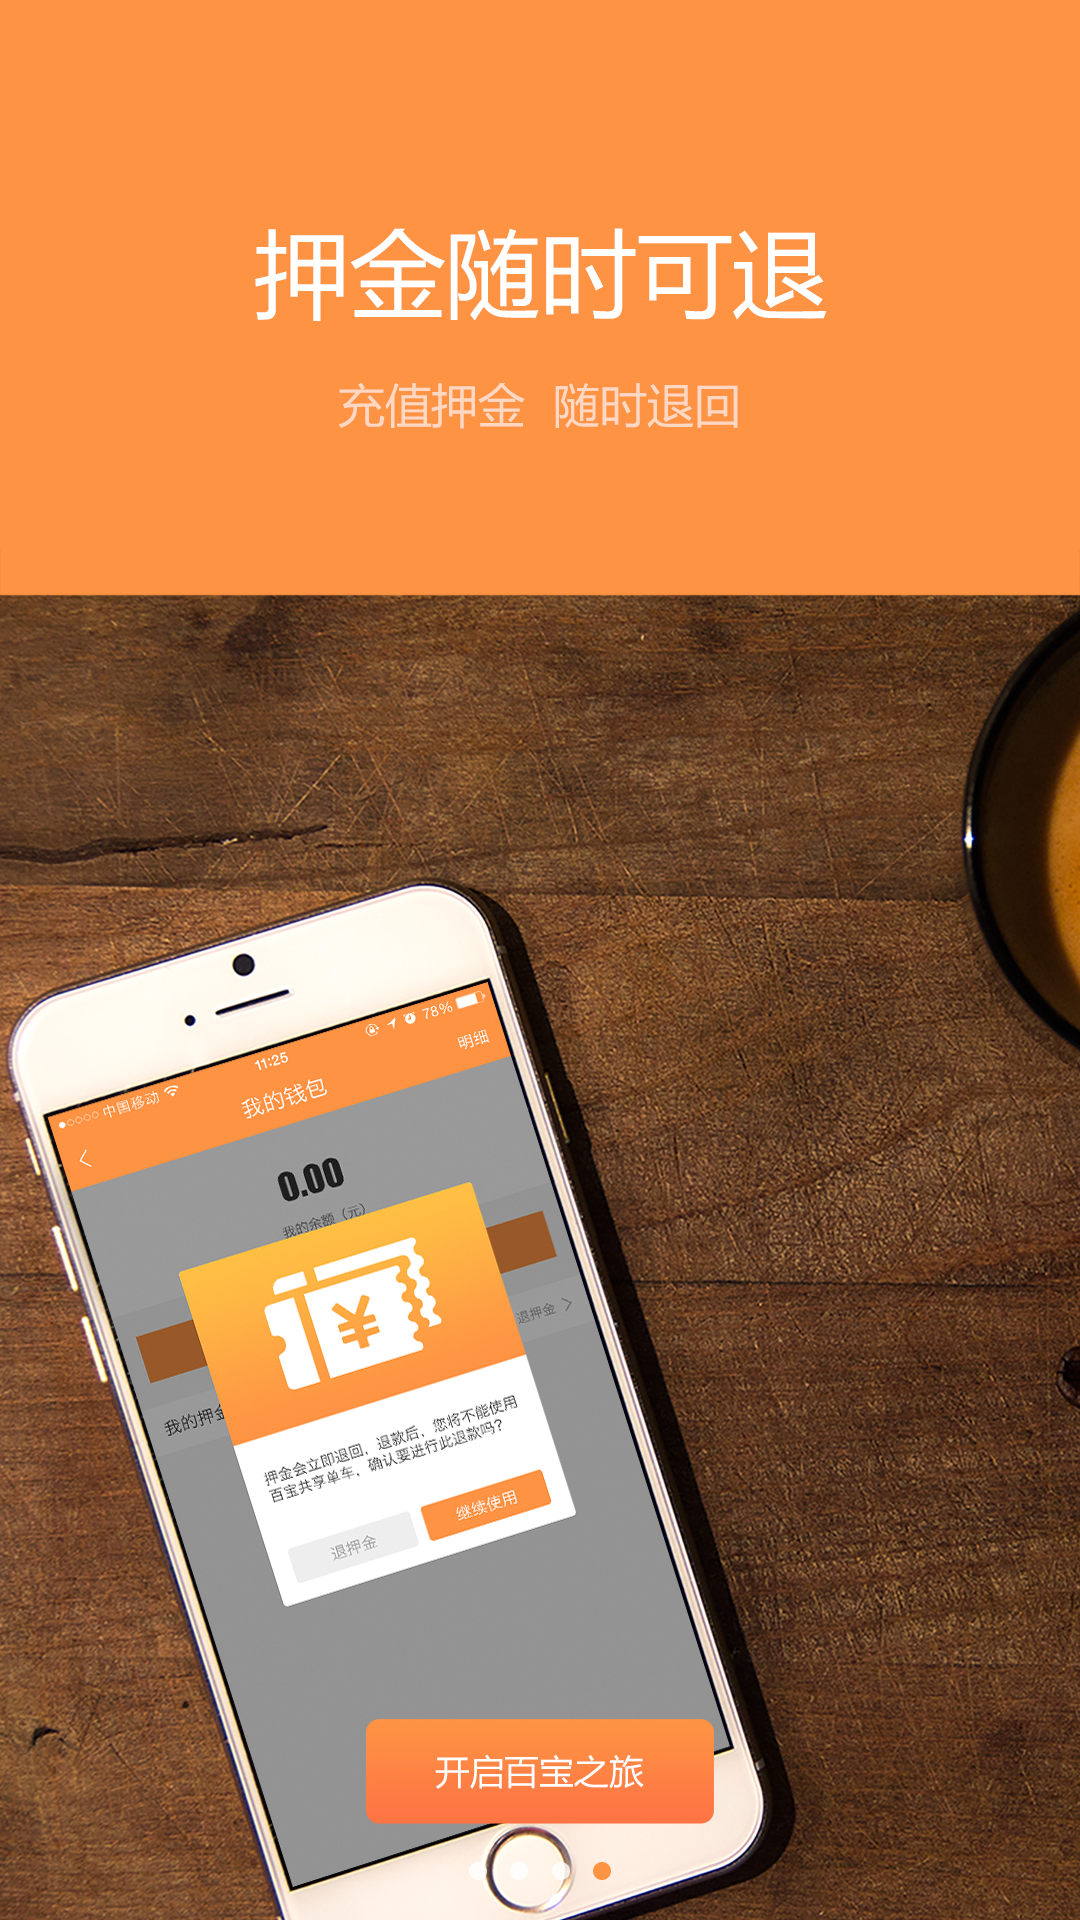 押金随时可退
充值押金 随时退回
中国移动
11:25
78%
我的钱包
明细
0.00
我的余额（元）
退押金
我的押金
押金会立即退回，退款后，您将不能使用
百宝共享单车，确认要进行此退款吗？
退押金
继续使用
开启百宝之旅